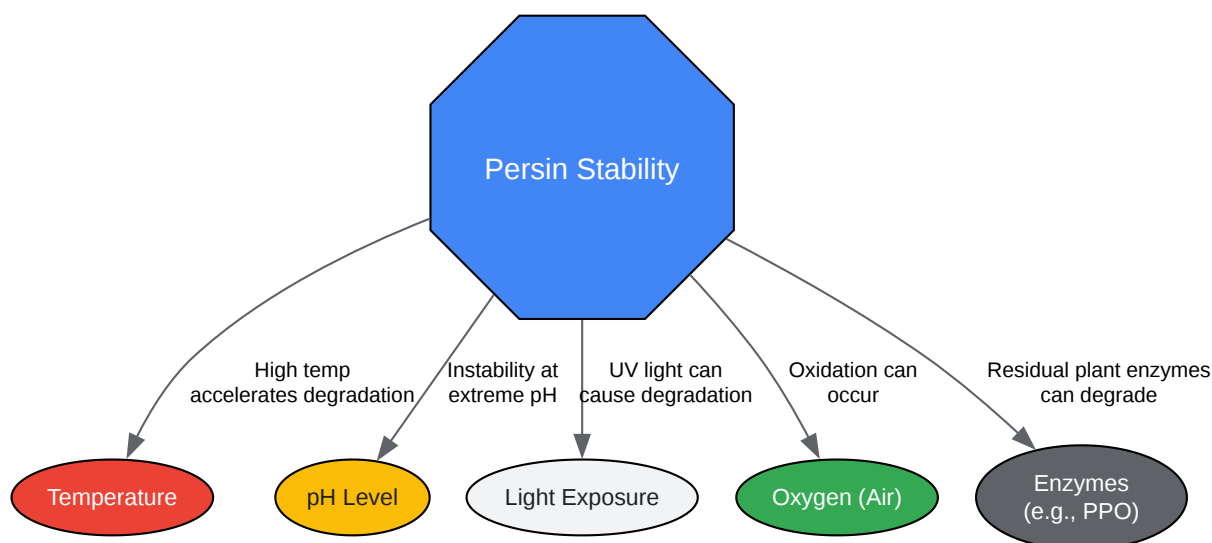 Persin Stability
High temp
accelerates degradation
Instability at
extreme pH
UV light can
cause degradation
Oxidation can
occur
Residual plant enzymes
can degrade
Temperature
pH Level
Light Exposure
Oxygen (Air)
Enzymes
(e.g., PPO)